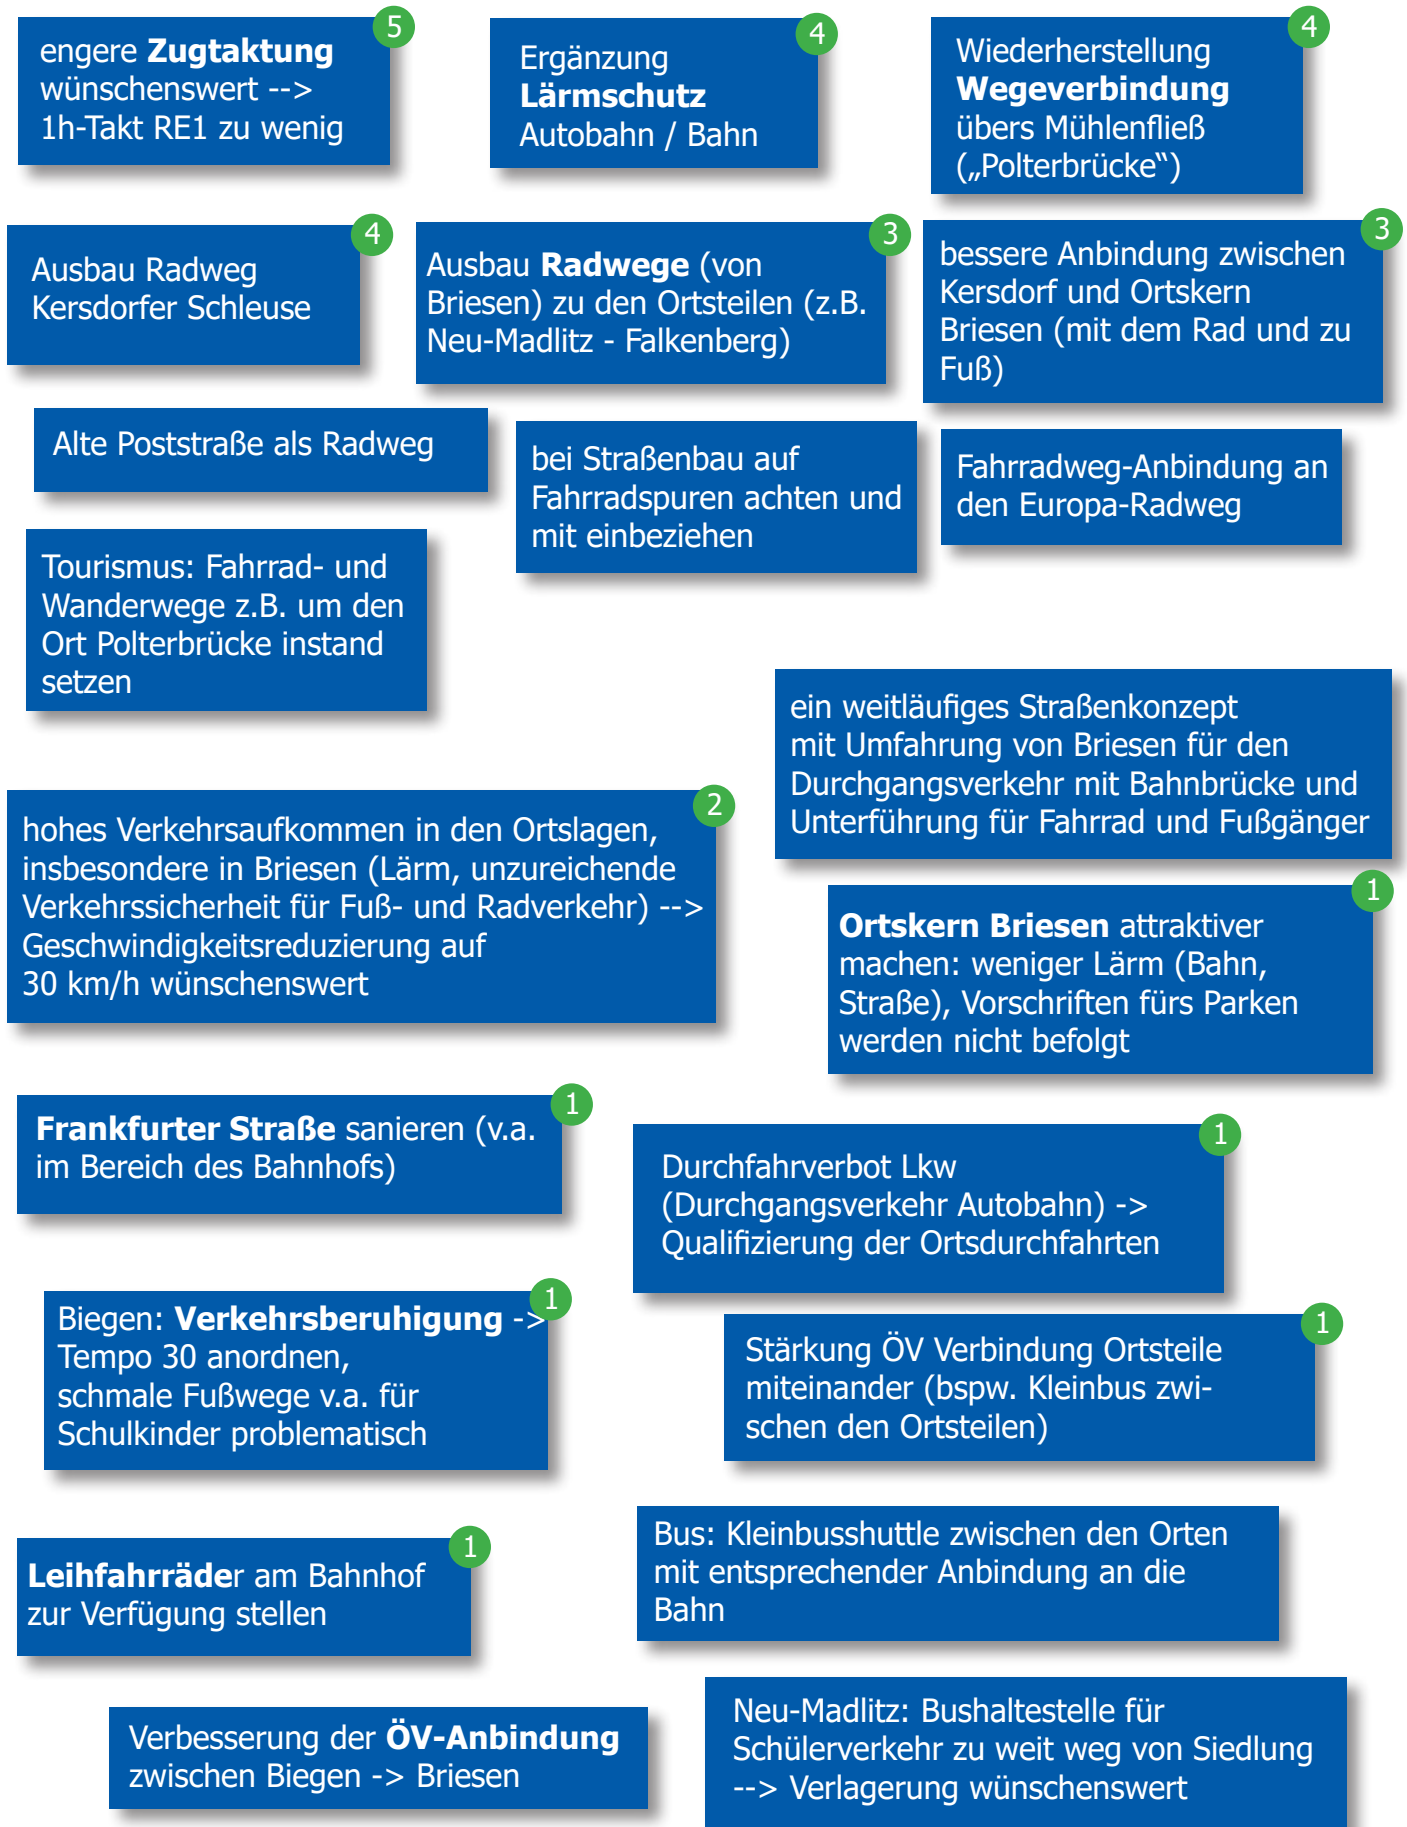 5
engere Zugtaktung
wünschenswert -->
1h-Takt RE1 zu wenig
4
Ergänzung
Lärmschutz
Autobahn / Bahn
4
Wiederherstellung
Wegeverbindung
übers Mühlenfließ
(„Polterbrücke“)
4
Ausbau Radweg
Kersdorfer Schleuse
3
Ausbau Radwege (von
Briesen) zu den Ortsteilen (z.B.
Neu-Madlitz - Falkenberg)
3
bessere Anbindung zwischen
Kersdorf und Ortskern
Briesen (mit dem Rad und zu
Fuß)
Alte Poststraße als Radweg
bei Straßenbau auf
Fahrradspuren achten und
mit einbeziehen
Fahrradweg-Anbindung an
den Europa-Radweg
Tourismus: Fahrrad- und
Wanderwege z.B. um den
Ort Polterbrücke instand
setzen
ein weitläufiges Straßenkonzept
mit Umfahrung von Briesen für den
Durchgangsverkehr mit Bahnbrücke und
Unterführung für Fahrrad und Fußgänger
2
hohes Verkehrsaufkommen in den Ortslagen,
insbesondere in Briesen (Lärm, unzureichende
Verkehrssicherheit für Fuß- und Radverkehr) -->
Geschwindigkeitsreduzierung auf
30 km/h wünschenswert
1
Ortskern Briesen attraktiver
machen: weniger Lärm (Bahn,
Straße), Vorschriften fürs Parken
werden nicht befolgt
1
Frankfurter Straße sanieren (v.a.
im Bereich des Bahnhofs)
1
Durchfahrverbot Lkw
(Durchgangsverkehr Autobahn) ->
Qualifizierung der Ortsdurchfahrten
1
Biegen: Verkehrsberuhigung ->
Tempo 30 anordnen,
schmale Fußwege v.a. für
Schulkinder problematisch
1
Stärkung ÖV Verbindung Ortsteile
miteinander (bspw. Kleinbus zwi-
schen den Ortsteilen)
1
Leihfahrräder am Bahnhof
zur Verfügung stellen
Bus: Kleinbusshuttle zwischen den Orten
mit entsprechender Anbindung an die
Bahn
Verbesserung der ÖV-Anbindung
zwischen Biegen -> Briesen
Neu-Madlitz: Bushaltestelle für
Schülerverkehr zu weit weg von Siedlung
--> Verlagerung wünschenswert